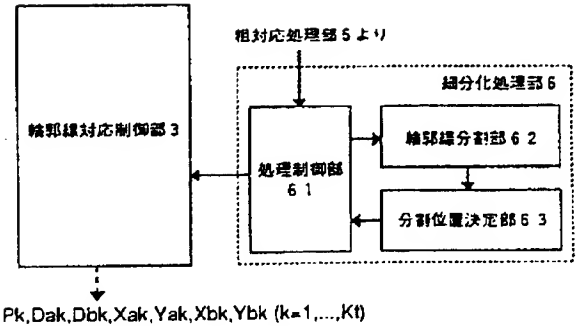 粗対応処理部5より
細分化処理部6
輪郭線対応制御部3
処理制御部
61
輪郭線分割部62
分割位置決定部63
Pk,Dak,Dbk,Xak,Yak,Xbk,Ybk (k=1,...,Kt)